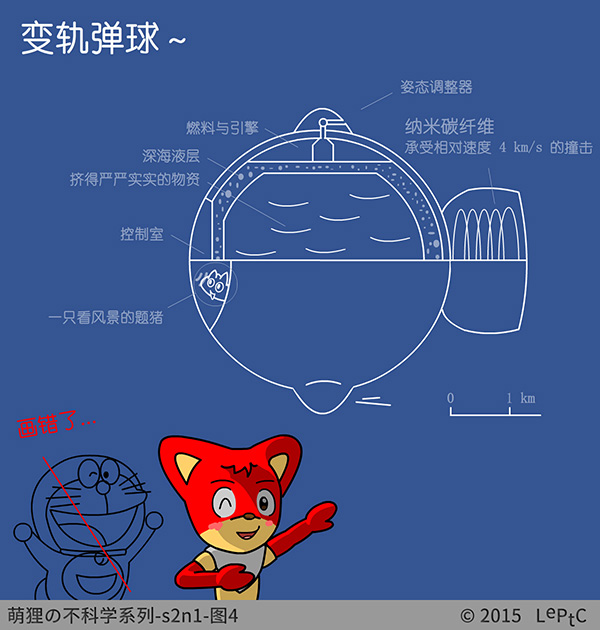 变轨弹球~
姿态调整器
燃料与引擎
纳米碳纤维
承受相对速度 4 km/s 的撞击
深海液层
挤得严严实实的物资
控制室
一只看风景的题猪
0 1 km
画错了...
萌狸の不科学系列-s2n1-图4
© 2015 LePtC